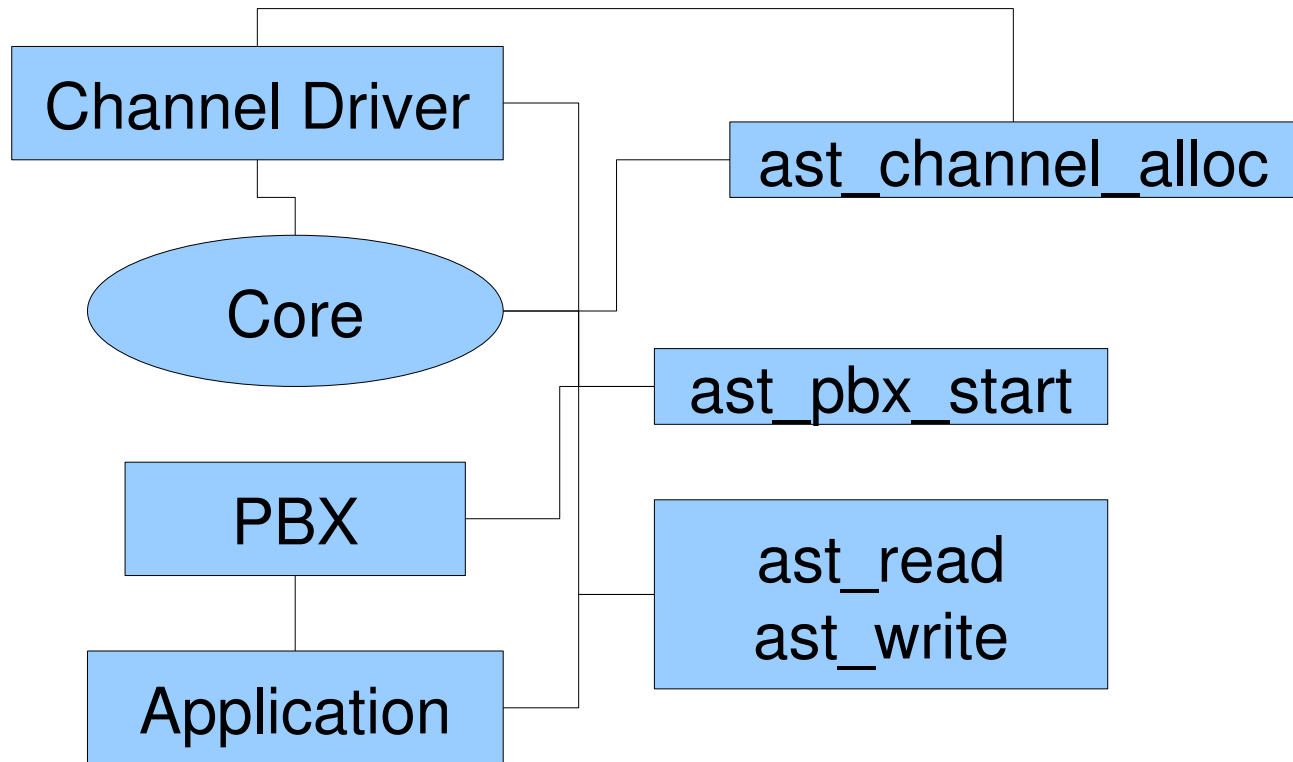 Channel Driver
ast_channel_alloc
Core
ast_pbx_start
PBX
ast_read
ast_write
Application